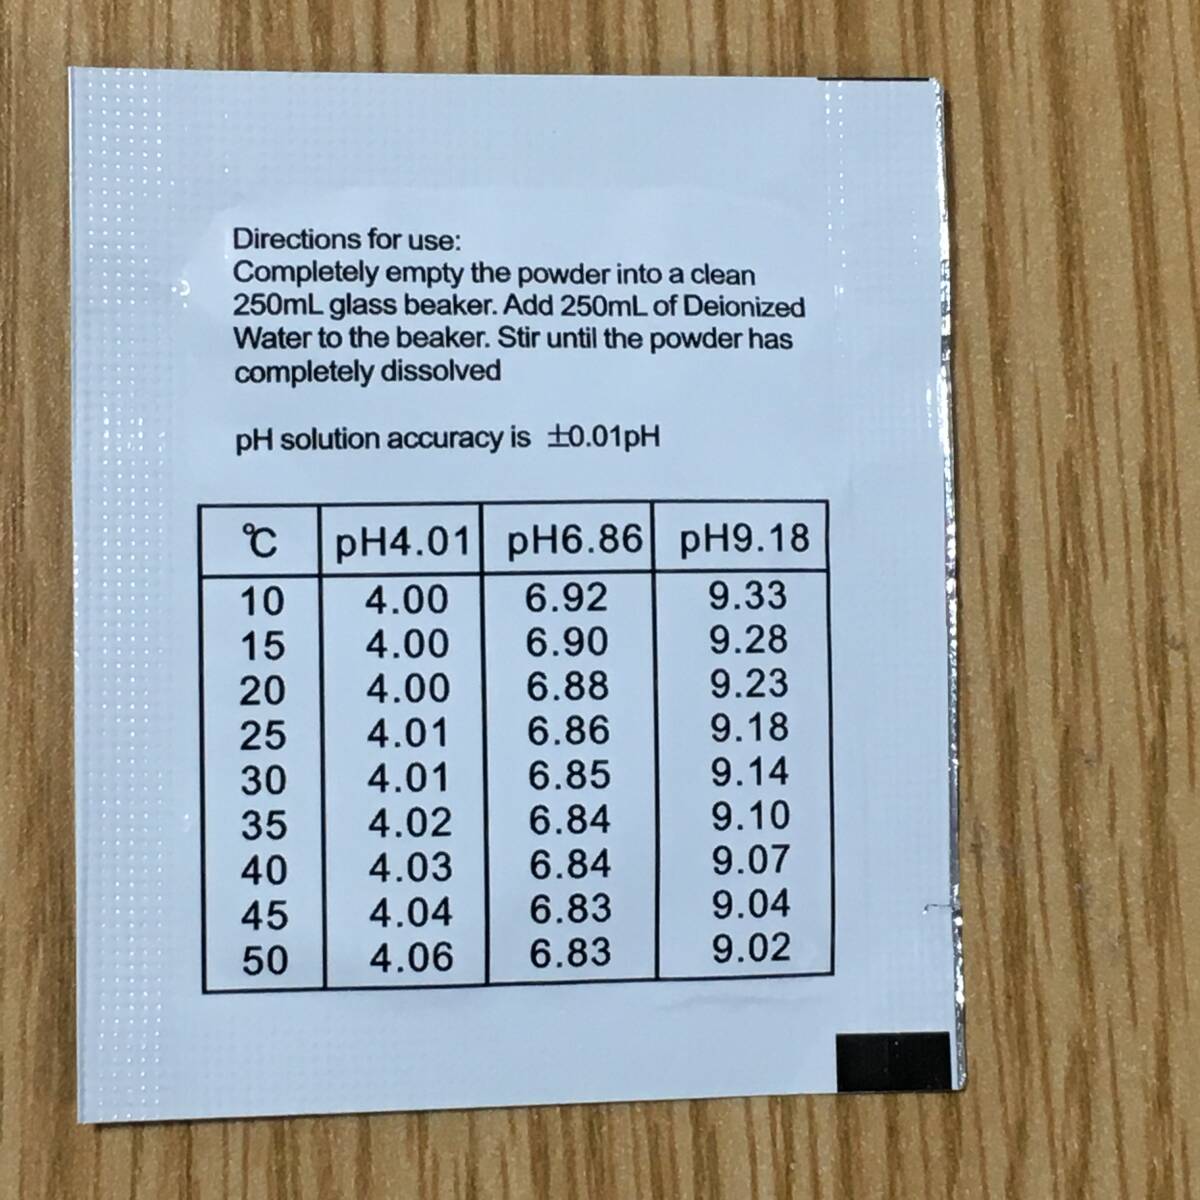 Directions for use:
Completely empty the powder into a clean
250mL glass beaker. Add 250mL of Deionized
Water to the beaker. Stir until the powder has
completely dissolved
pH solution accuracy is ±0.01pH
℃ pH4.01 pH6.86 pH9.18
10 4.00 6.92 9.33
15 4.00 6.90 9.28
20 4.00 6.88 9.23
25 4.01 6.86 9.18
30 4.01 6.85 9.14
35 4.02 6.84 9.10
40 4.03 6.84 9.07
45 4.04 6.83 9.04
50 4.06 6.83 9.02